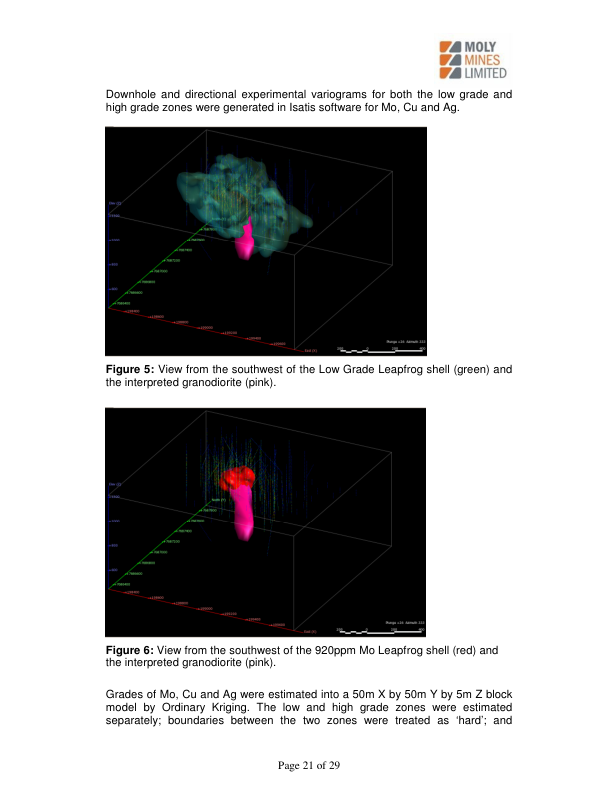 MOLY
MINES
LIMITED
Downhole and directional experimental variograms for both the low grade and
high grade zones were generated in Isatis software for Mo, Cu and Ag.
Figure 5: View from the southwest of the Low Grade Leapfrog shell (green) and
the interpreted granodiorite (pink).
Figure 6: View from the southwest of the 920ppm Mo Leapfrog shell (red) and
the interpreted granodiorite (pink).
Grades of Mo, Cu and Ag were estimated into a 50m X by 50m Y by 5m Z block
model by Ordinary Kriging. The low and high grade zones were estimated
separately; boundaries between the two zones were treated as ‘hard’; and
Page 21 of 29